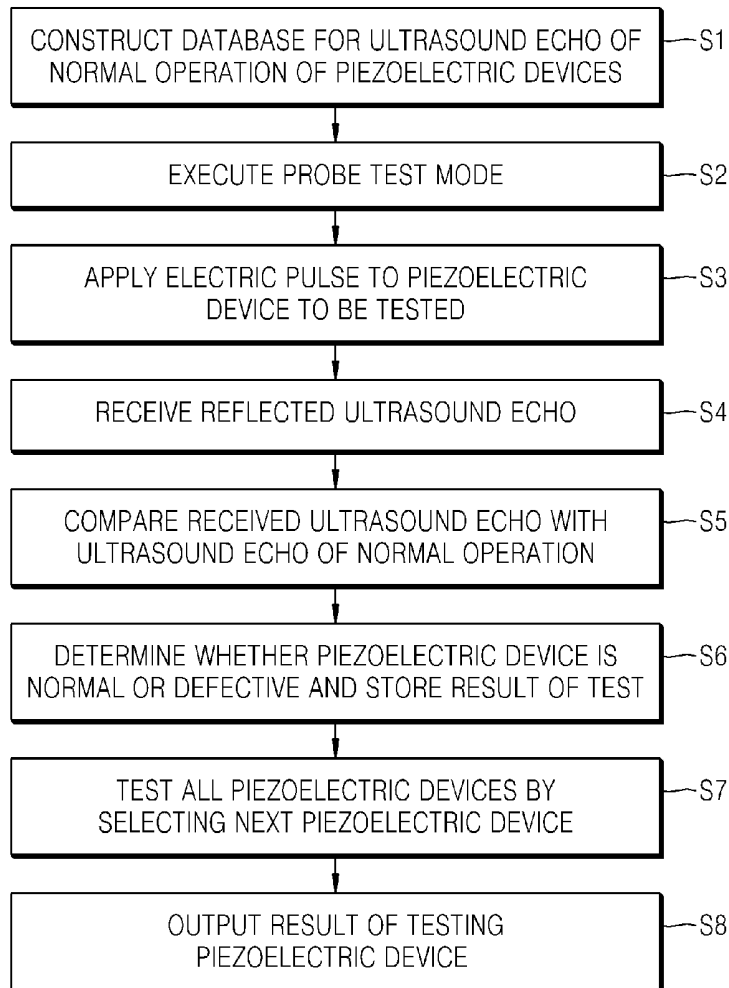 CONSTRUCT DATABASE FOR ULTRASOUND ECHO OF
NORMAL OPERATION OF PIEZOELECTRIC DEVICES
S1
EXECUTE PROBE TEST MODE
S2
APPLY ELECTRIC PULSE TO PIEZOELECTRIC
DEVICE TO BE TESTED
S3
RECEIVE REFLECTED ULTRASOUND ECHO
S4
COMPARE RECEIVED ULTRASOUND ECHO WITH
ULTRASOUND ECHO OF NORMAL OPERATION
S5
DETERMINE WHETHER PIEZOELECTRIC DEVICE IS
NORMAL OR DEFECTIVE AND STORE RESULT OF TEST
S6
TEST ALL PIEZOELECTRIC DEVICES BY
SELECTING NEXT PIEZOELECTRIC DEVICE
S7
OUTPUT RESULT OF TESTING
PIEZOELECTRIC DEVICE
S8